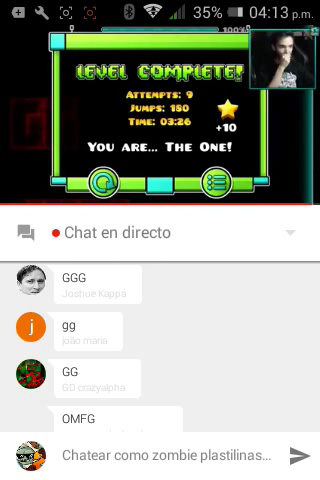 35% 04:13 p.m.
100%
LEVEL COMPLETE!
ATTEMPTS: 9
JUMPS: 180
TIME: 03:26
+10
YOU ARE... THE ONE!
Chat en directo
GGG
Joshue Kappa
j
gg
joão maria
GG
GD crazyalpha
OMFG
Chatear como zombie plastilinas...